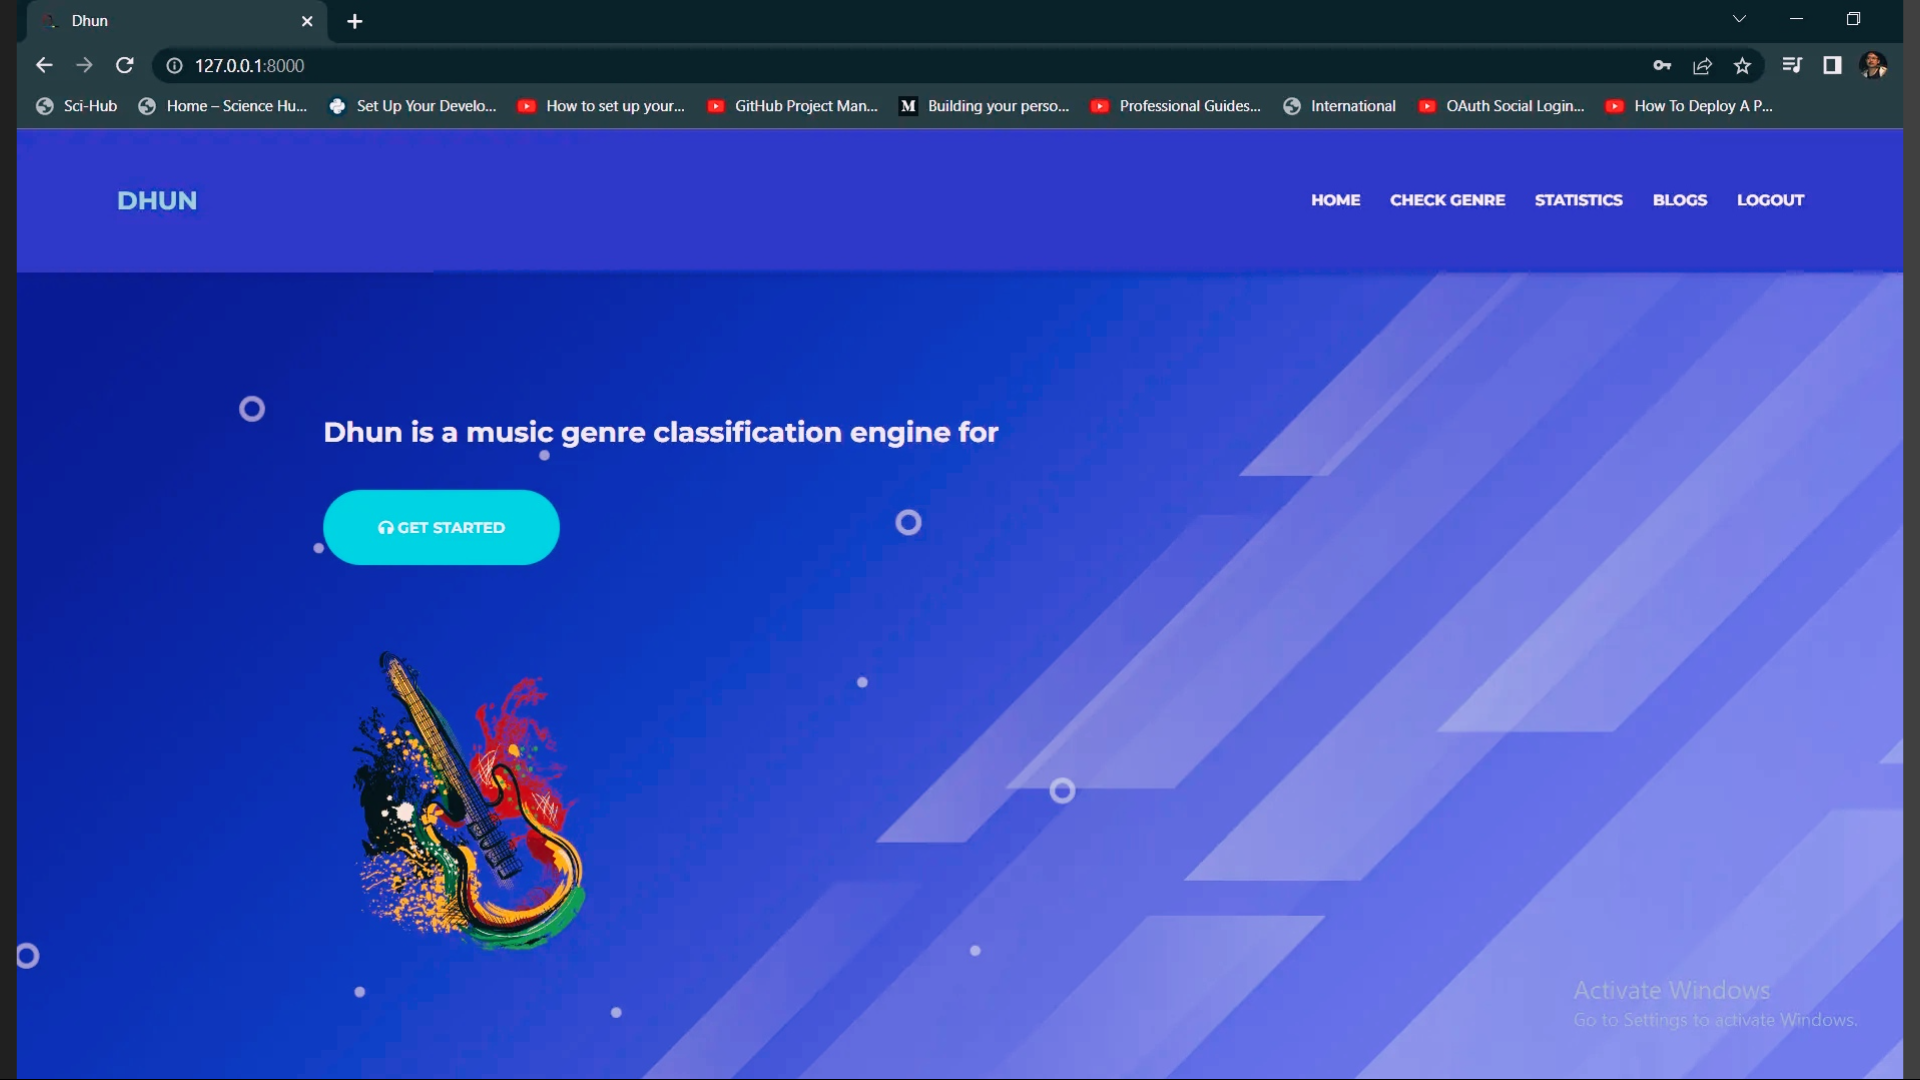 Dhun
127.0.0.1:8000
Sci-Hub
Home – Science Hu...
Set Up Your Develo...
How to set up your...
GitHub Project Man...
M
Building your perso...
Professional Guides...
International
OAuth Social Login...
How To Deploy A P...
DHUN
HOME
CHECK GENRE
STATISTICS
BLOGS
LOGOUT
Dhun is a music genre classification engine for
GET STARTED
Activate Windows
Go to Settings to activate Windows.